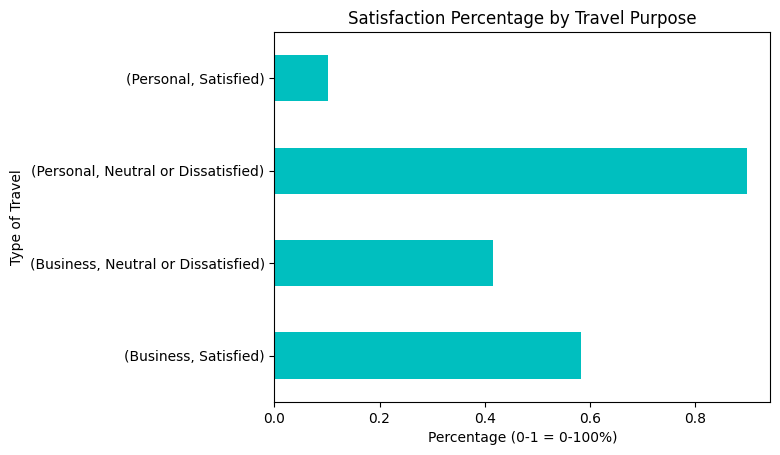 Satisfaction Percentage by Travel Purpose
Type of Travel
(Personal, Satisfied)
(Personal, Neutral or Dissatisfied)
(Business, Neutral or Dissatisfied)
(Business, Satisfied)
0.0 0.2 0.4 0.6 0.8
Percentage (0-1 = 0-100%)